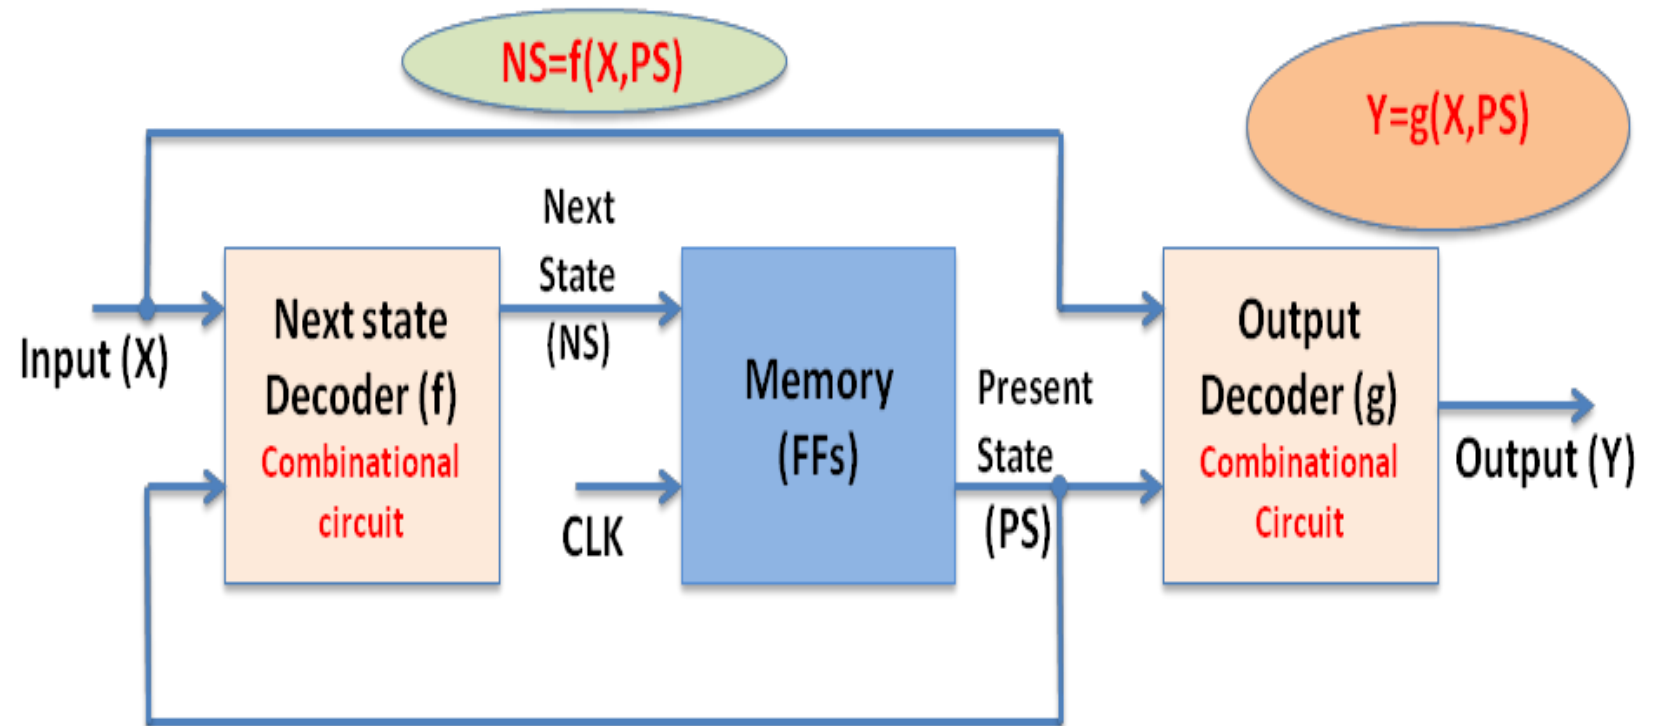 NS=f(X,PS)
Y=g(X,PS)
Next
State
(NS)
Input (X)
Next state
Decoder (f)
Combinational
circuit
CLK
Memory
(FFs)
Present
State
(PS)
Output
Decoder (g)
Combinational
Circuit
Output (Y)